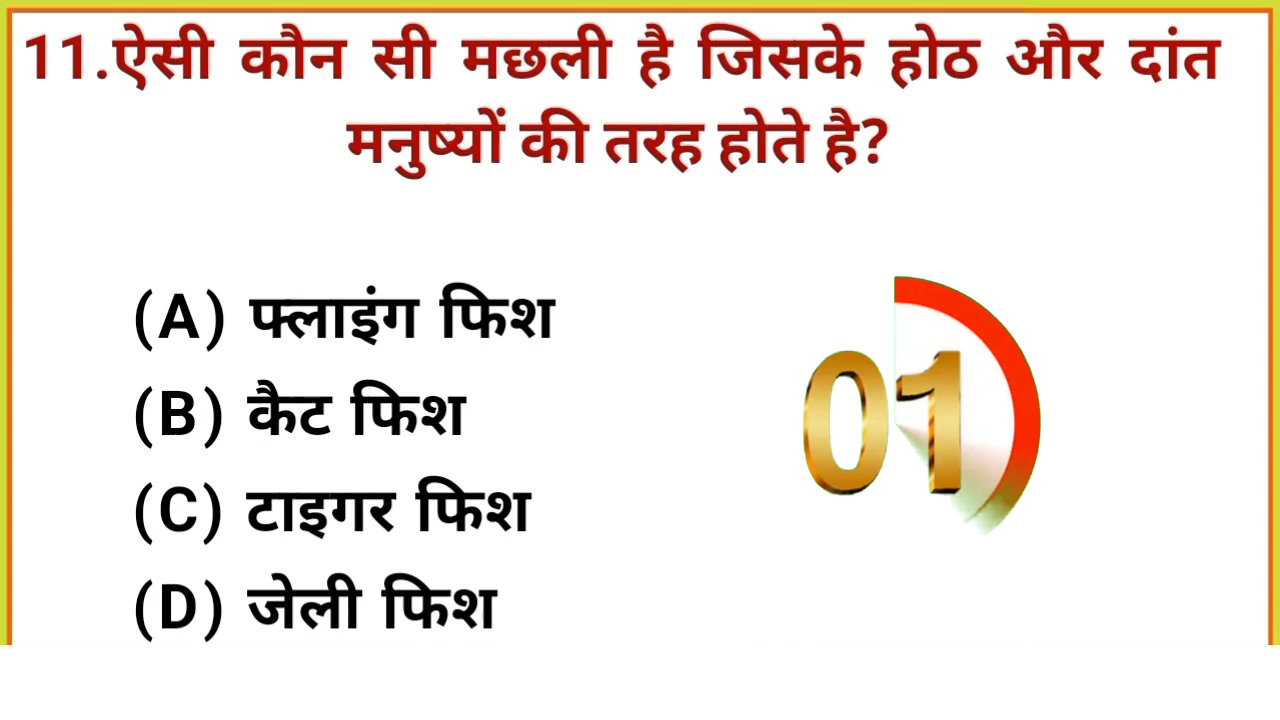 11.ऐसी कौन सी मछली है जिसके होठ और दांत
मनुष्यों की तरह होते है?
(A) फ्लाइंग फिश
(B) कैट फिश
(C) टाइगर फिश
(D) जेली फिश
01